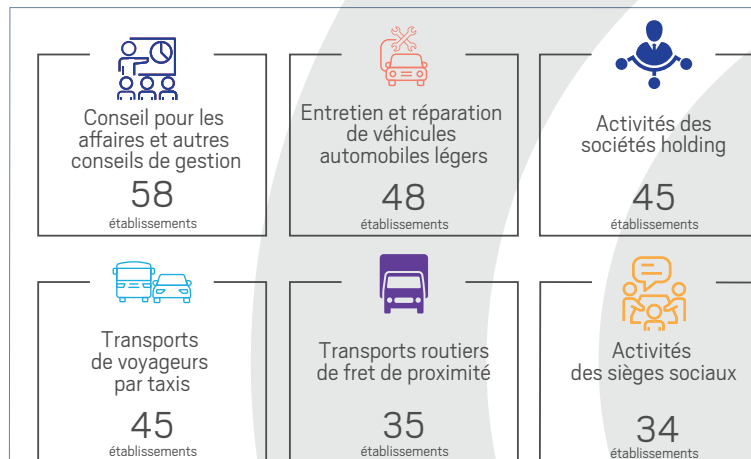 Conseil pour les
affaires et autres
conseils de gestion
58
établissements
Entretien et réparation
de véhicules
automobiles légers
48
établissements
Activités des
sociétés holding
45
établissements
Transports
de voyageurs
par taxis
45
établissements
Transports routiers
de fret de proximité
35
établissements
Activités
des sièges sociaux
34
établissements